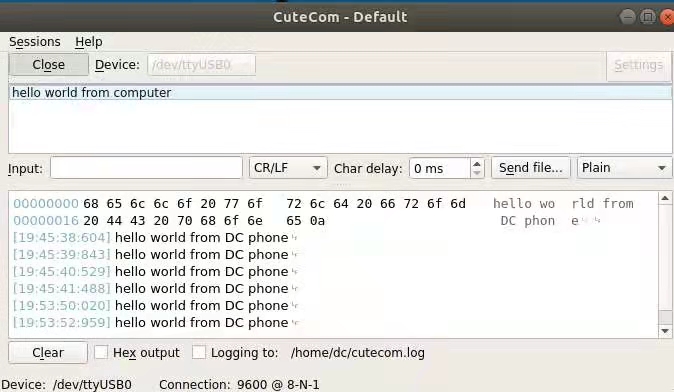 CuteCom - Default
Sessions Help
Close Device: /dev/ttyUSB0 Settings
hello world from computer
Input: CR/LF Char delay: 0 ms Send file... Plain
00000000 68 65 6c 6c 6f 20 77 6f 72 6c 64 20 66 72 6f 6d hello wo rld from
00000016 20 44 43 20 70 68 6f 6e 65 0a DC phon e
[19:45:38:604] hello world from DC phone
[19:45:39:843] hello world from DC phone
[19:45:40:529] hello world from DC phone
[19:45:41:488] hello world from DC phone
[19:53:50:020] hello world from DC phone
[19:53:52:959] hello world from DC phone
Clear Hex output Logging to: /home/dc/cutecom.log
Device: /dev/ttyUSB0 Connection: 9600 @ 8-N-1